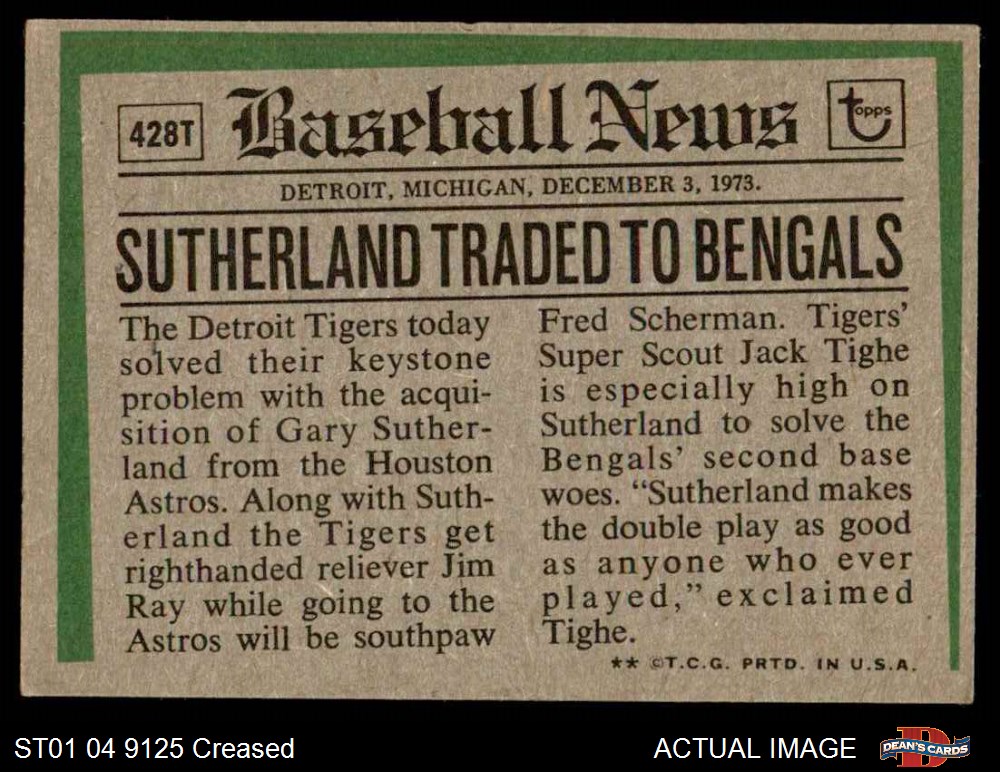 428T
Baseball News
topps
DETROIT, MICHIGAN, DECEMBER 3, 1973.
SUTHERLAND TRADED TO BENGALS
The Detroit Tigers today
solved their keystone
problem with the acqui-
sition of Gary Suther-
land from the Houston
Astros. Along with Suth-
erland the Tigers get
righthanded reliever Jim
Ray while going to the
Astros will be southpaw
Fred Scherman. Tigers'
Super Scout Jack Tighe
is especially high on
Sutherland to solve the
Bengals' second base
woes. “Sutherland makes
the double play as good
as anyone who ever
played,” exclaimed
Tighe.
** ©T.C.G. PRTD. IN U.S.A.
ST01 04 9125 Creased
ACTUAL IMAGE
D
DEAN'S CARDS